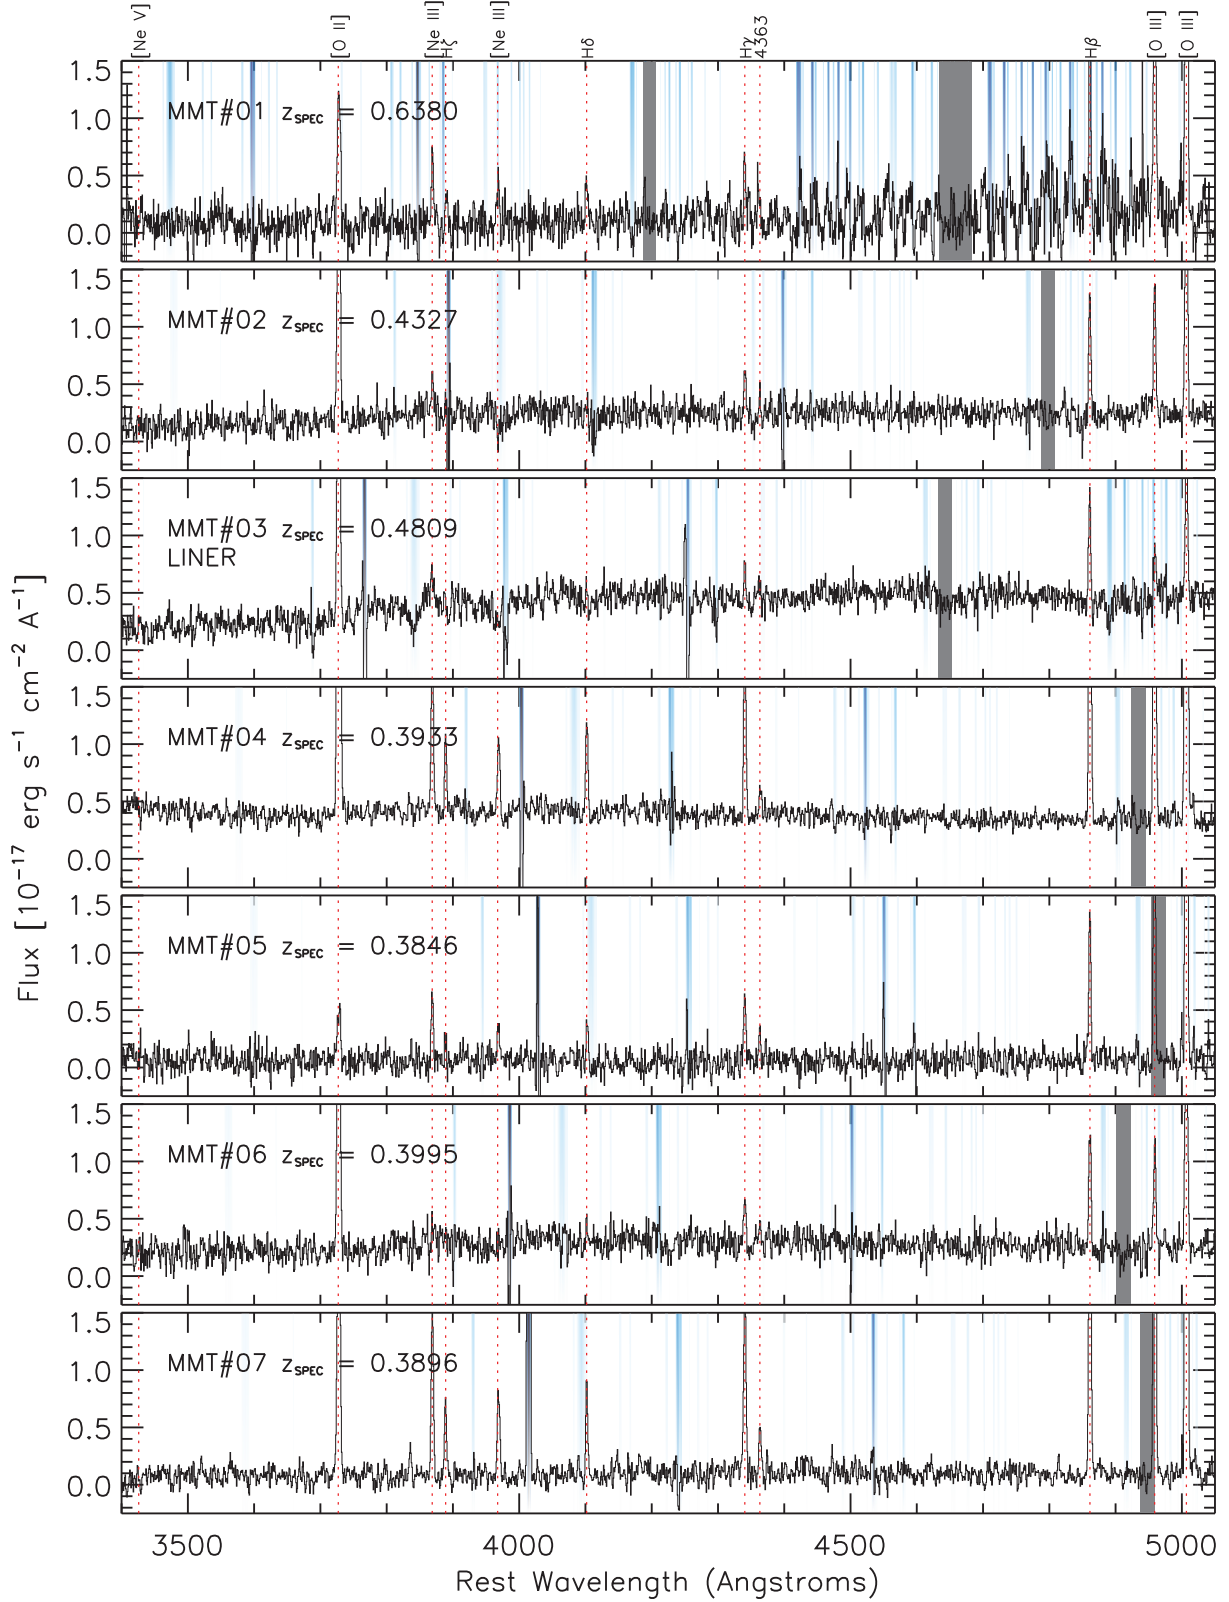 [Ne V]
[O II]
[Ne III]
Hζ
[Ne III]
Hδ
Hγ
4363
Hβ
[O III]
[O III]
1.5
1.0
0.5
0.0
MMT#01 zSPEC = 0.6380
1.5
1.0
0.5
0.0
MMT#02 zSPEC = 0.4327
1.5
1.0
0.5
0.0
MMT#03 zSPEC = 0.4809
LINER
1.5
1.0
0.5
0.0
MMT#04 zSPEC = 0.3933
1.5
1.0
0.5
0.0
MMT#05 zSPEC = 0.3846
1.5
1.0
0.5
0.0
MMT#06 zSPEC = 0.3995
1.5
1.0
0.5
0.0
MMT#07 zSPEC = 0.3896
Flux [10⁻¹⁷ erg s⁻¹ cm⁻² A⁻¹]
3500
4000
4500
5000
Rest Wavelength (Angstroms)